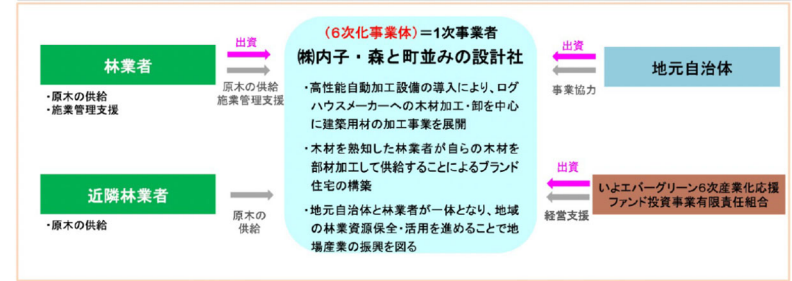 (6次化事業体)=1次事業者
㈱内子・森と町並みの設計社
・高性能自動加工設備の導入により、ログ
ハウスメーカーへの木材加工・卸を中心
に建築用材の加工事業を展開
・木材を熟知した林業者が自らの木材を
部材加工して供給することによるブランド
住宅の構築
・地元自治体と林業者が一体となり、地域
の林業資源保全・活用を進めることで地
場産業の振興を図る
林業者
・原木の供給
・施業管理支援
出資
原木の供給
施業管理支援
近隣林業者
・原木の供給
原木の
供給
出資
事業協力
地元自治体
出資
経営支援
いよエバーグリーン6次産業化応援
ファンド投資事業有限責任組合